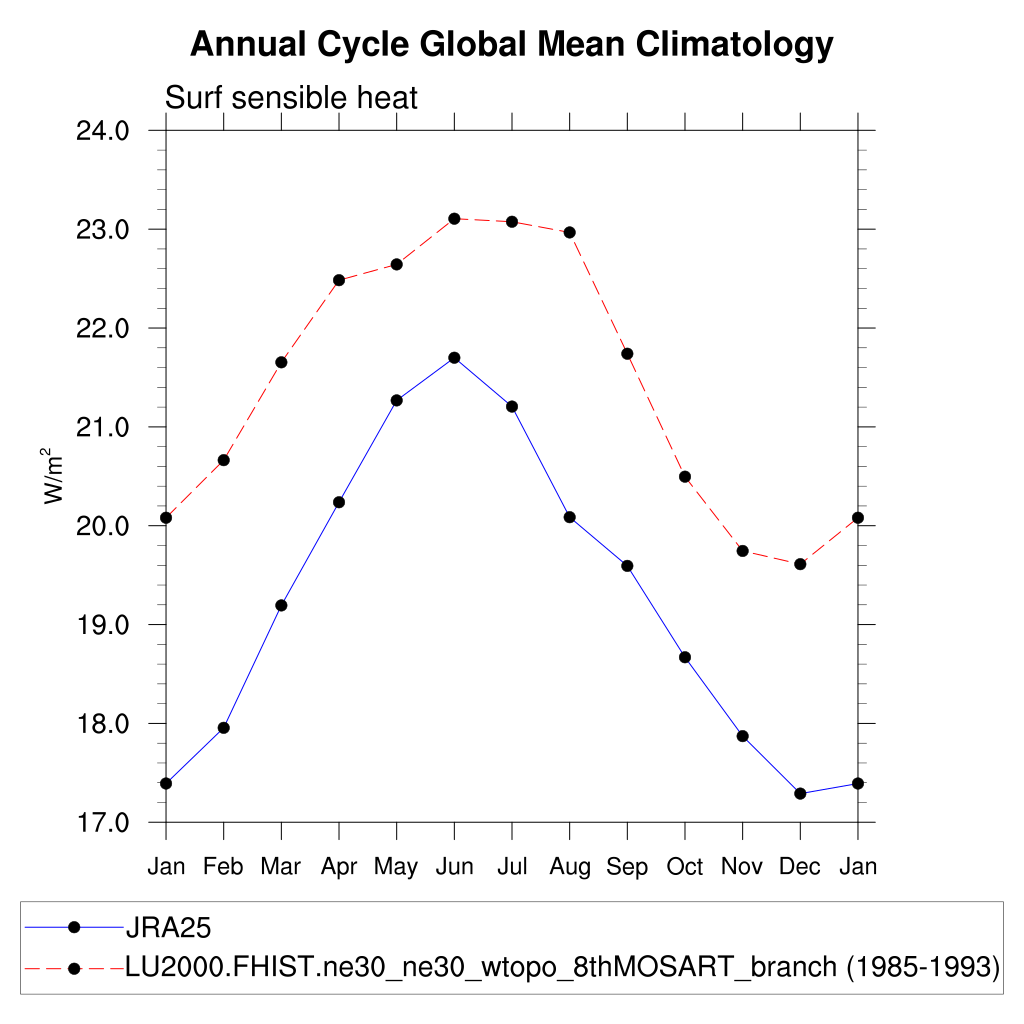 Annual Cycle Global Mean Climatology
Surf sensible heat
24.0
23.0
22.0
21.0
20.0
19.0
18.0
17.0
W/m²
Jan Feb Mar Apr May Jun Jul Aug Sep Oct Nov Dec Jan
JRA25
LU2000.FHIST.ne30_ne30_wtopo_8thMOSART_branch (1985-1993)